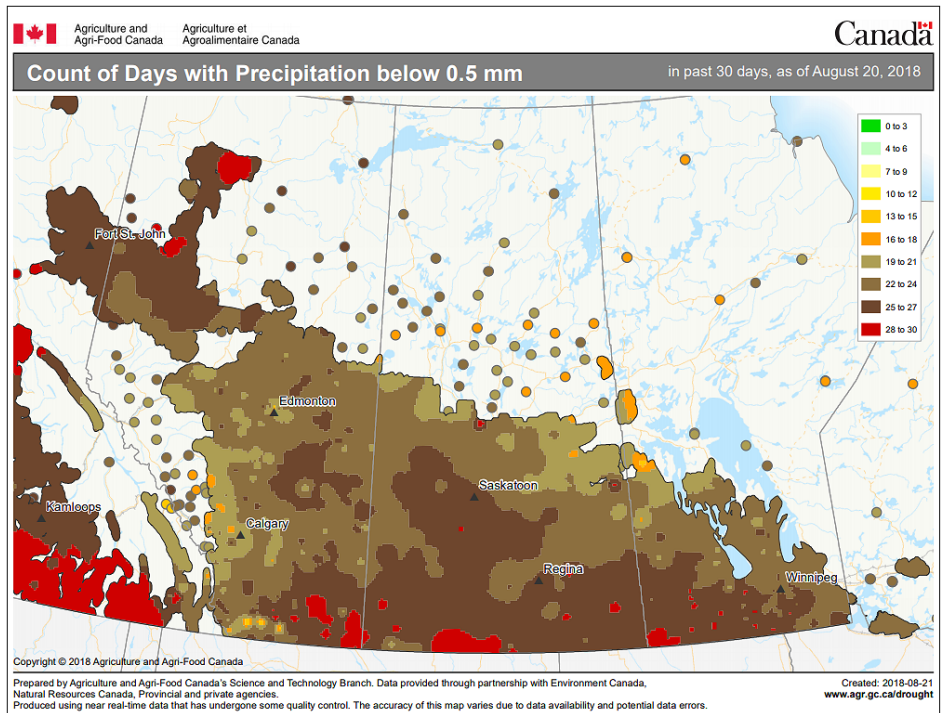 Agriculture and Agriculture et
Agri-Food Canada Agroalimentaire Canada
Canada
Count of Days with Precipitation below 0.5 mm
in past 30 days, as of August 20, 2018
0 to 3
4 to 6
7 to 9
10 to 12
13 to 15
16 to 18
19 to 21
22 to 24
25 to 27
28 to 30
Fort St. John
Edmonton
Saskatoon
Kamloops
Calgary
Regina
Winnipeg
Copyright © 2018 Agriculture and Agri-Food Canada
Prepared by Agriculture and Agri-Food Canada's Science and Technology Branch. Data provided through partnership with Environment Canada,
Natural Resources Canada, Provincial and private agencies.
Produced using near real-time data that has undergone some quality control. The accuracy of this map varies due to data availability and potential data errors.
Created: 2018-08-21
www.agr.gc.ca/drought